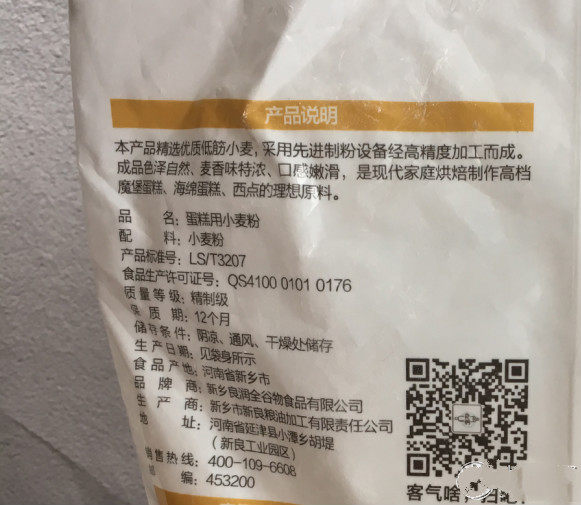 产品说明
本产品精选优质低筋小麦，采用先进制粉设备经高精度加工而成。
成品色泽自然、麦香味特浓、口感嫩滑，是现代家庭烘焙制作高档
魔堡蛋糕、海绵蛋糕、西点的理想原料。
品 名：蛋糕用小麦粉
配 料：小麦粉
产品标准号：LS/T3207
食品生产许可证号：QS4100 0101 0176
质量等级：精制级
质期：12个月
储存条件：阴凉、通风、干燥处储存
生产日期：见袋身所示
食品产地：河南省新乡市
品牌商：新乡良润全谷物食品有限公司
生产商：新乡市新良粮油加工有限责任公司
地 址：河南省延津县小潭乡胡堤
（新良工业园区）
销售热线：400-109-6608
编：453200
客气啥，扫吧